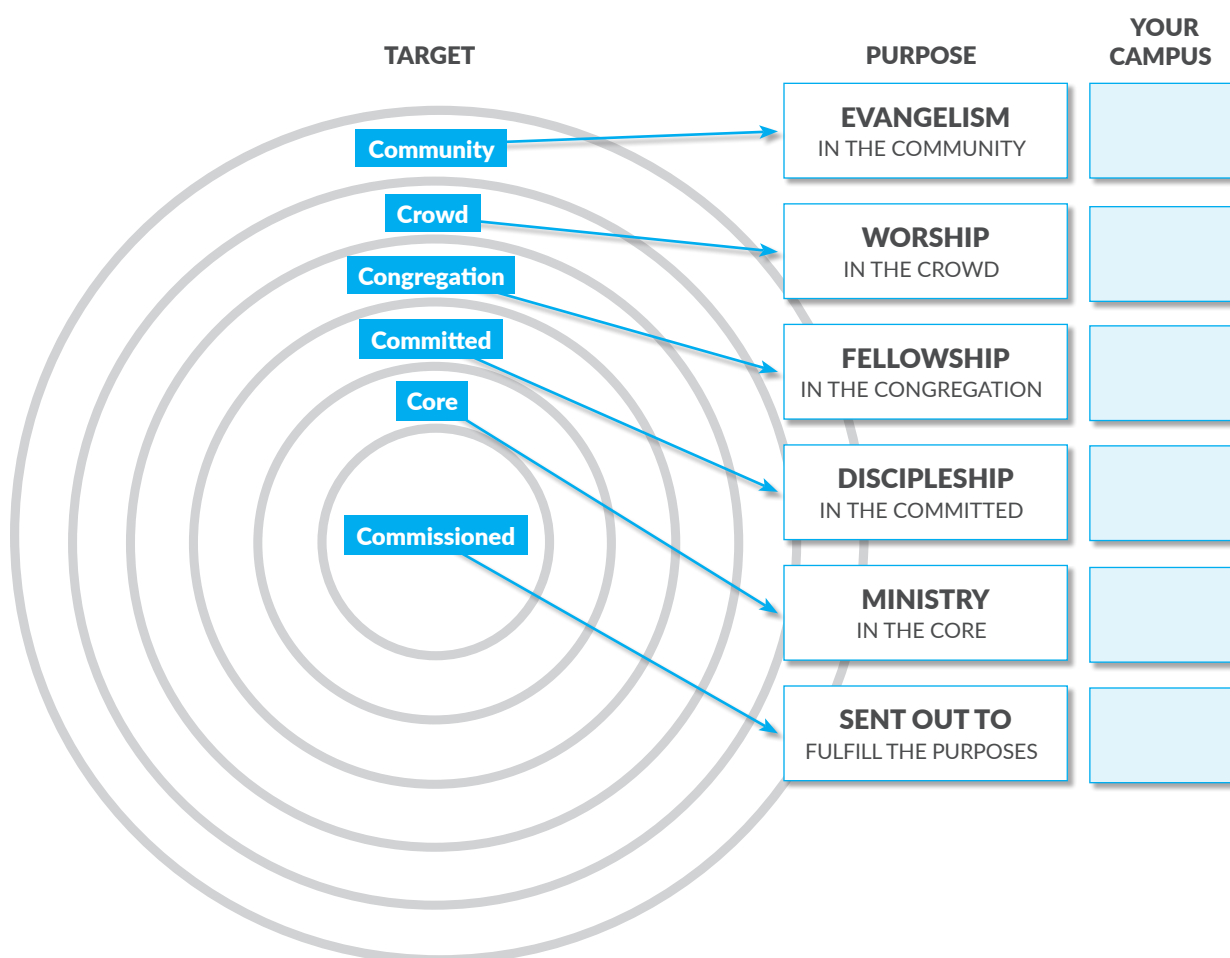 TARGET
PURPOSE
YOUR
CAMPUS
Community
EVANGELISM
IN THE COMMUNITY
Crowd
WORSHIP
IN THE CROWD
Congregation
FELLOWSHIP
IN THE CONGREGATION
Committed
DISCIPLESHIP
IN THE COMMITTED
Core
MINISTRY
IN THE CORE
Commissioned
SENT OUT TO
FULFILL THE PURPOSES